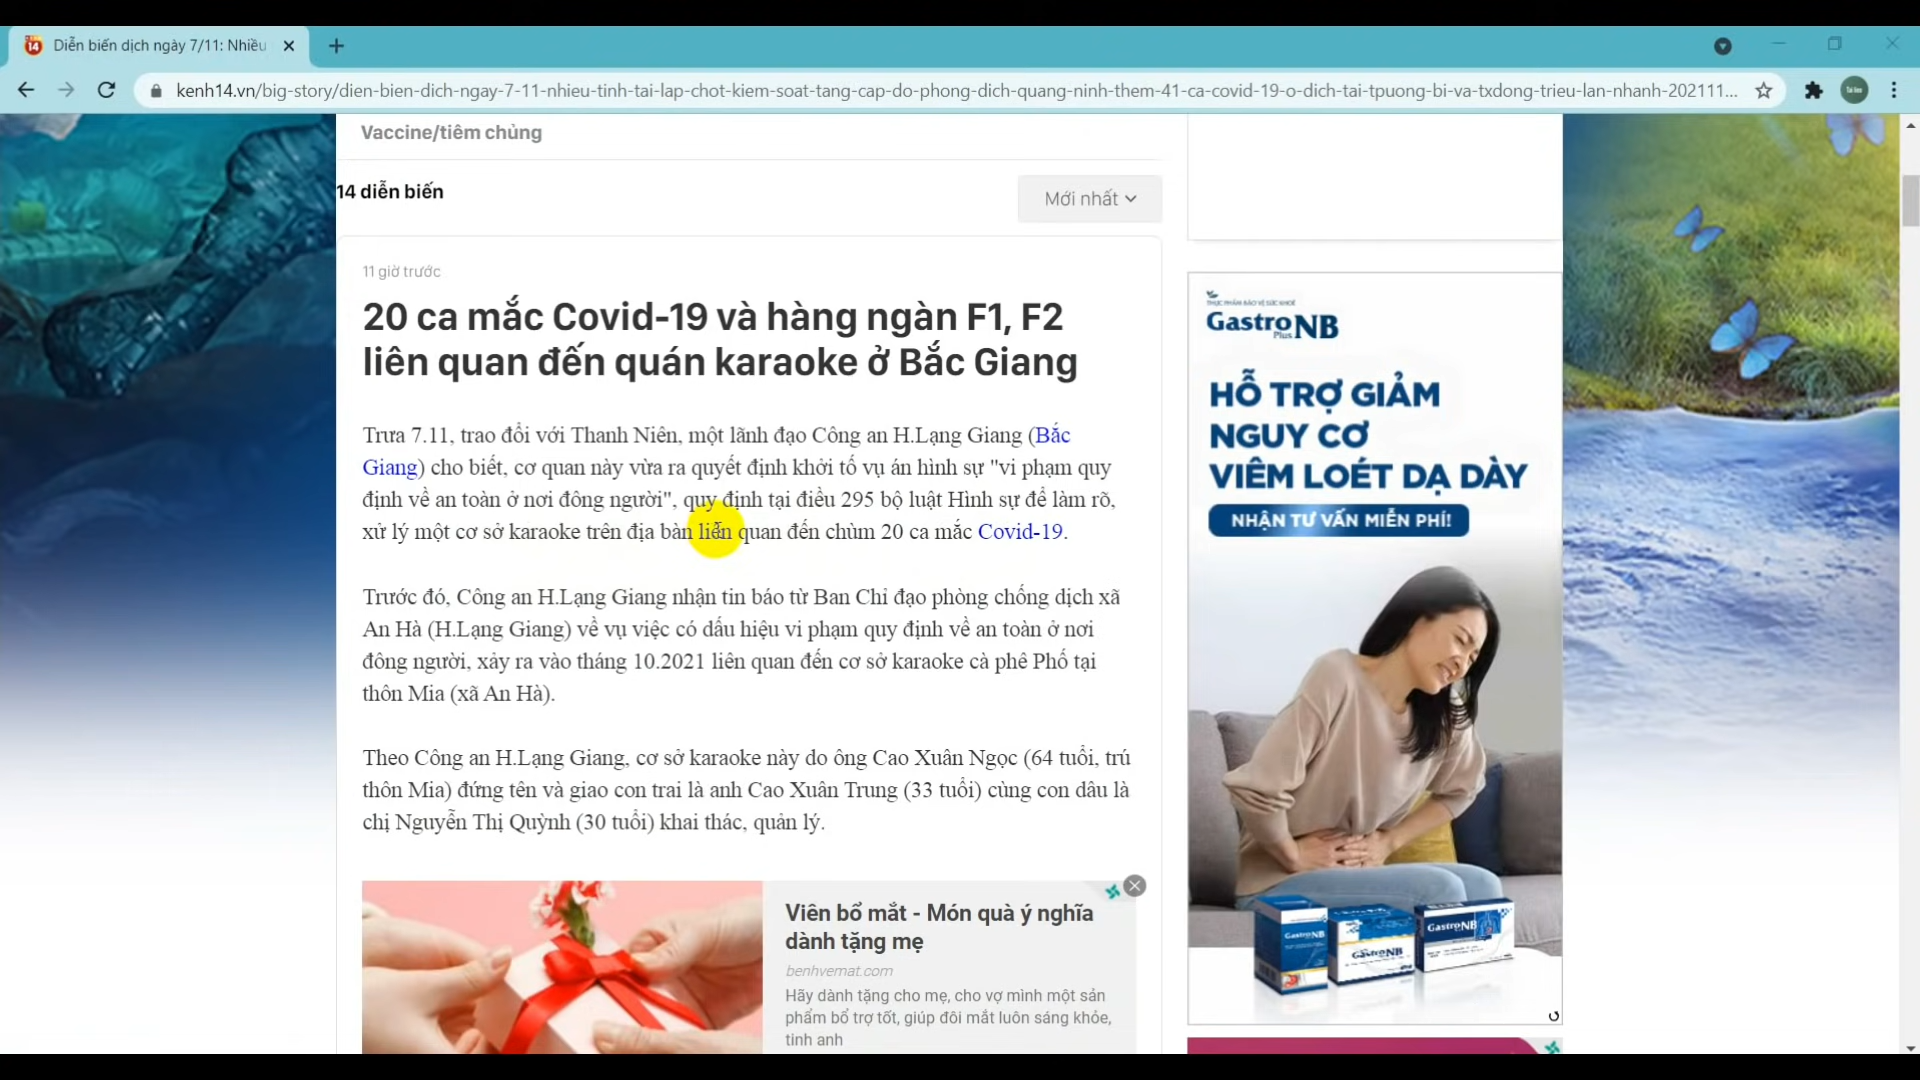 Diễn biến dịch ngày 7/11: Nhiều
kenh14.vn/big-story/dien-bien-dich-ngay-7-11-nhieu-tinh-tai-lap-chot-kiem-soat-tang-cap-do-phong-dich-quang-ninh-them-41-ca-covid-19-o-dich-tai-tpuong-bi-va-txdong-trieu-lan-nhanh-202111...
Vaccine/tiêm chủng
14 diễn biến
Mới nhất
11 giờ trước
20 ca mắc Covid-19 và hàng ngàn F1, F2
liên quan đến quán karaoke ở Bắc Giang
Trưa 7.11, trao đổi với Thanh Niên, một lãnh đạo Công an H.Lạng Giang (Bắc
Giang) cho biết, cơ quan này vừa ra quyết định khởi tố vụ án hình sự "vi phạm quy
định về an toàn ở nơi đông người", quy định tại điều 295 bộ luật Hình sự để làm rõ,
xử lý một cơ sở karaoke trên địa bàn liên quan đến chùm 20 ca mắc Covid-19.
Trước đó, Công an H.Lạng Giang nhận tin báo từ Ban Chỉ đạo phòng chống dịch xã
An Hà (H.Lạng Giang) về vụ việc có dấu hiệu vi phạm quy định về an toàn ở nơi
đông người, xảy ra vào tháng 10.2021 liên quan đến cơ sở karaoke cà phê Phố tại
thôn Mia (xã An Hà).
Theo Công an H.Lạng Giang, cơ sở karaoke này do ông Cao Xuân Ngọc (64 tuổi, trú
thôn Mia) đứng tên và giao con trai là anh Cao Xuân Trung (33 tuổi) cùng con dâu là
chị Nguyễn Thị Quỳnh (30 tuổi) khai thác, quản lý.
Viên bổ mắt - Món quà ý nghĩa
dành tặng mẹ
benhvemat.com
Hãy dành tặng cho mẹ, cho vợ mình một sản
phẩm bổ trợ tốt, giúp đôi mắt luôn sáng khỏe,
tinh anh
THỰC PHẨM BẢO VỆ SỨC KHOẺ
Gastro NB
Plus
HỖ TRỢ GIẢM
NGUY CƠ
VIÊM LOÉT DẠ DÀY
NHẬN TƯ VẤN MIỄN PHÍ!
GastroNB
GastroNB
GastroNB